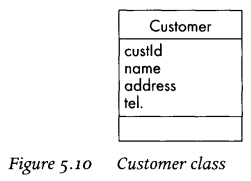 Customer
custId
name
address
tel.
Figure 5.10 Customer class